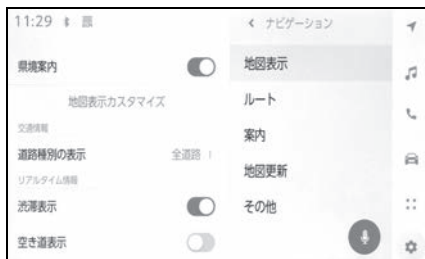 11:29
ナビゲーション
県境案内
地図表示カスタマイズ
交通情報
道路種別の表示
全道路
リアルタイム情報
渋滞表示
空き道表示
地図表示
ルート
案内
地図更新
その他